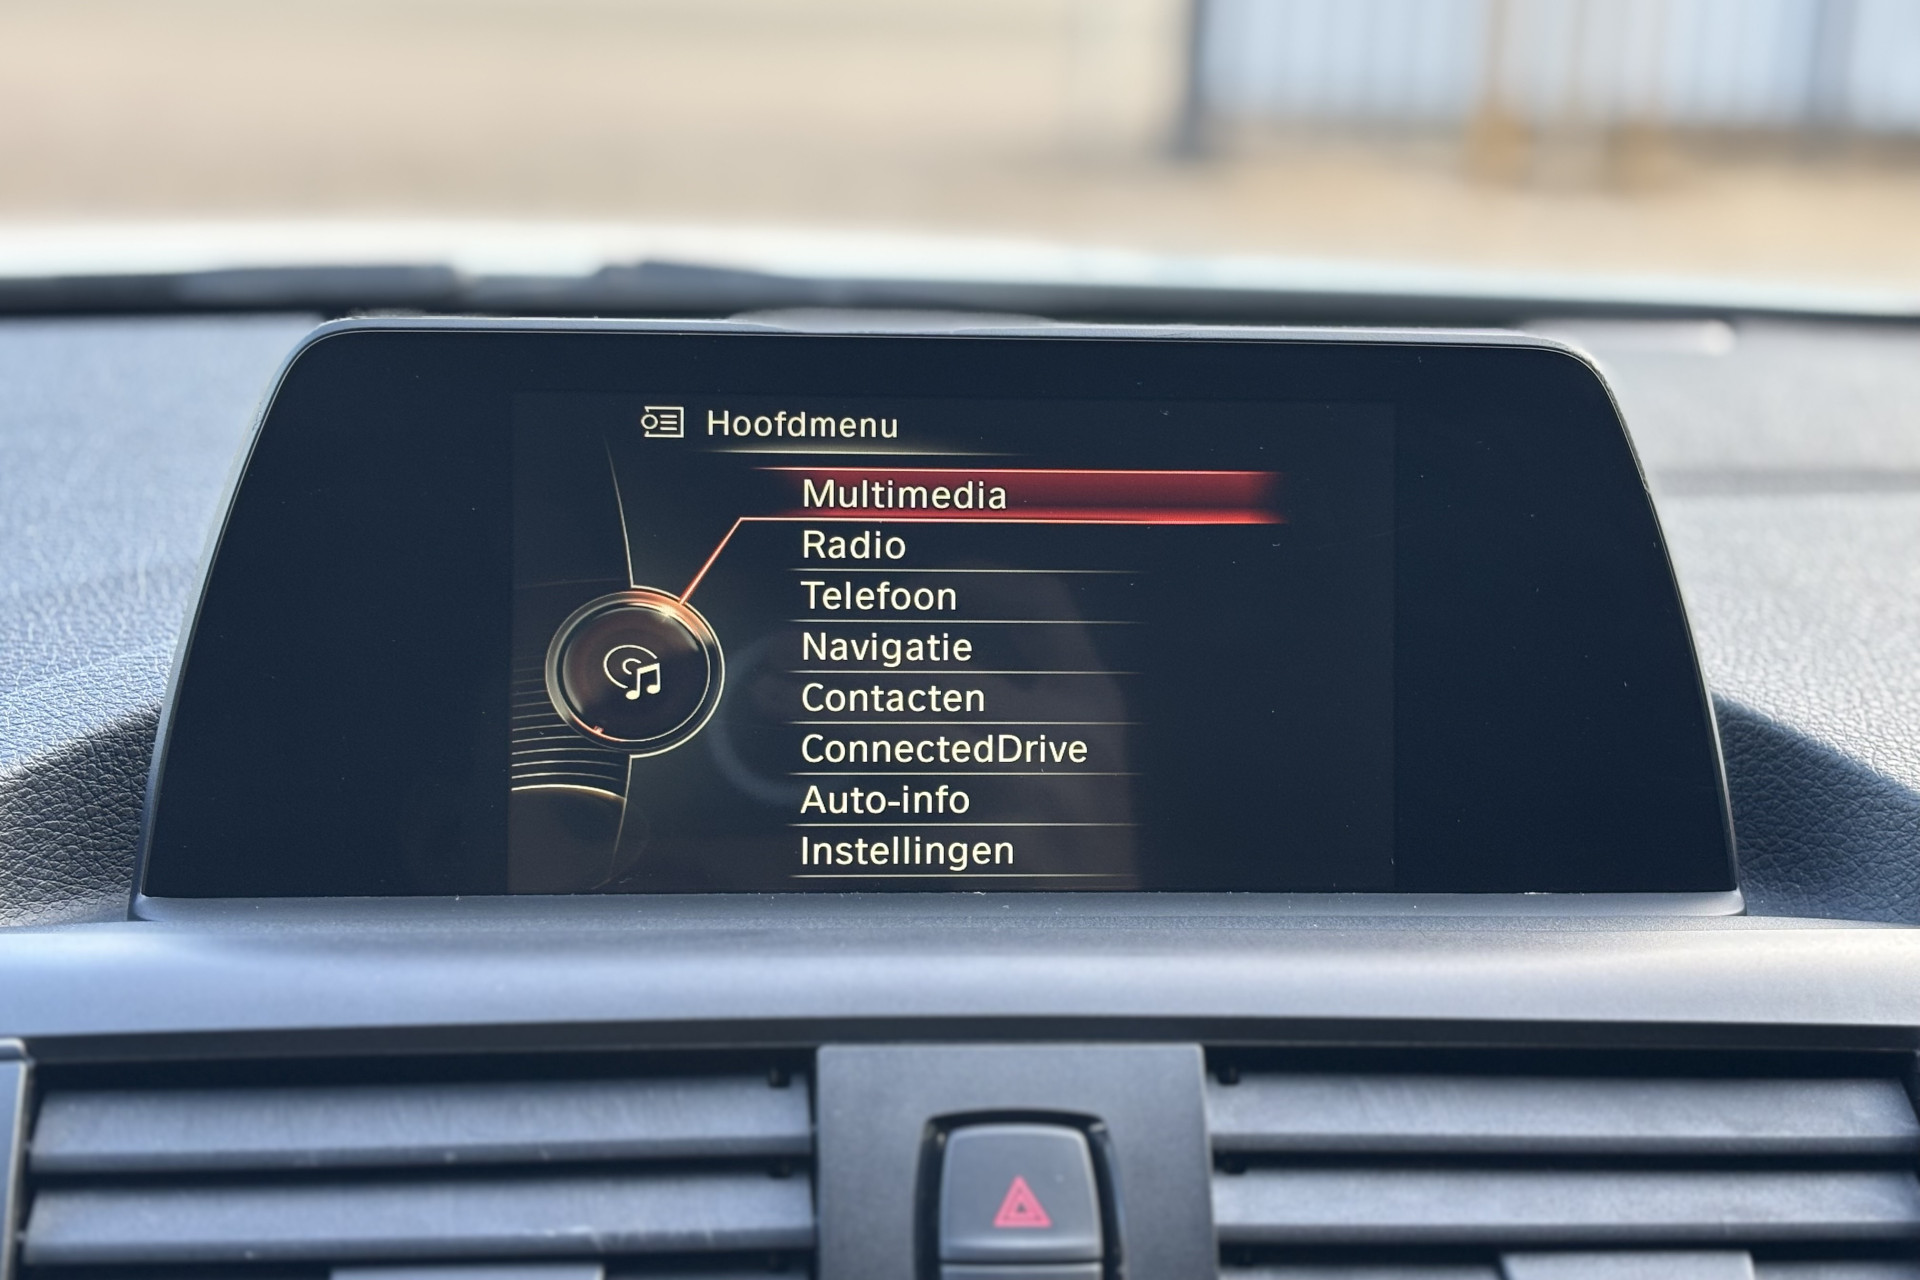 Hoofdmenu
Multimedia
Radio
Telefoon
Navigatie
Contacten
ConnectedDrive
Auto-info
Instellingen